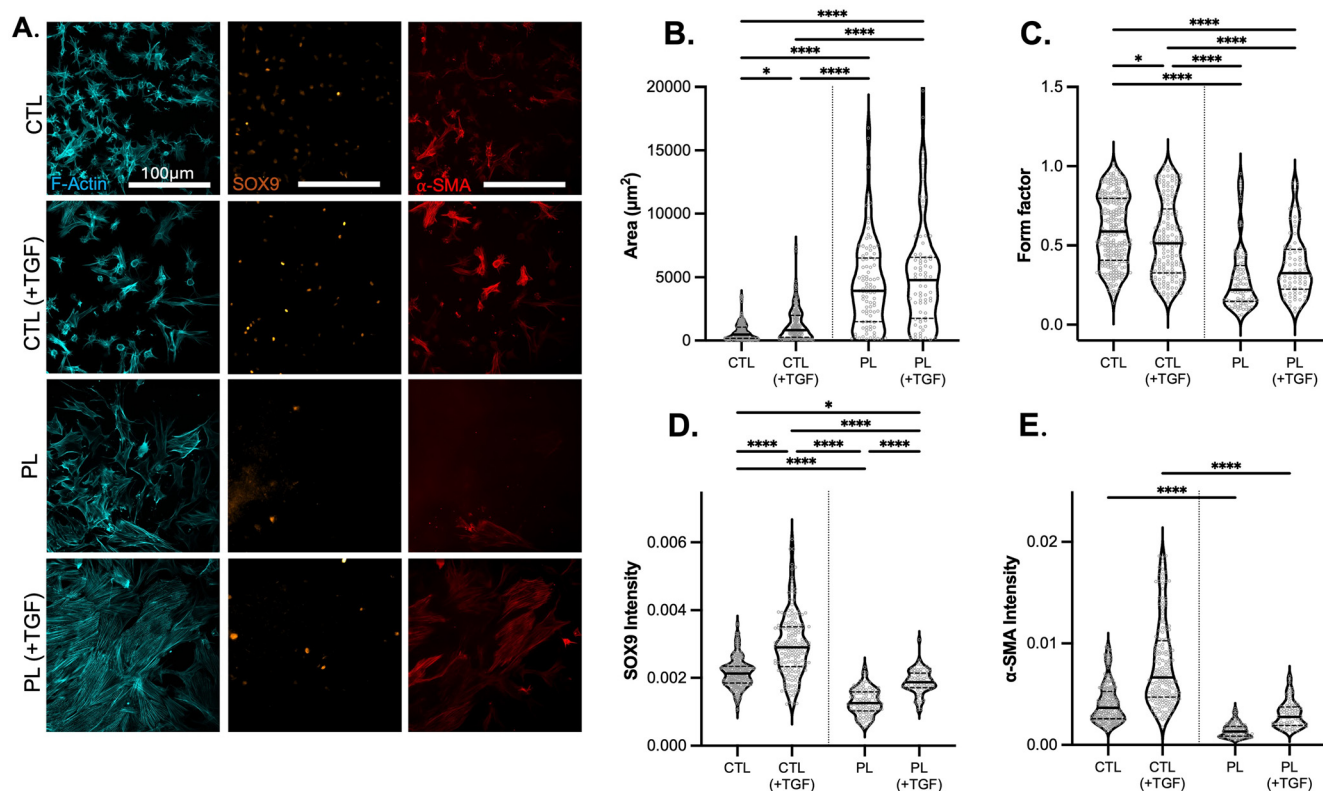 A.
CTL
F-Actin
100µm
SOX9
α-SMA
CTL (+TGF)
PL
PL (+TGF)
B.
****
****
****
*
****
Area (µm²)
20000
15000
10000
5000
0
CTL
CTL
(+TGF)
PL
PL
(+TGF)
C.
****
****
*
****
****
Form factor
1.5
1.0
0.5
0.0
CTL
CTL
(+TGF)
PL
PL
(+TGF)
D.
*
****
****
****
****
****
SOX9 Intensity
0.006
0.004
0.002
0.000
CTL
CTL
(+TGF)
PL
PL
(+TGF)
E.
****
****
α-SMA Intensity
0.02
0.01
0.00
CTL
CTL
(+TGF)
PL
PL
(+TGF)